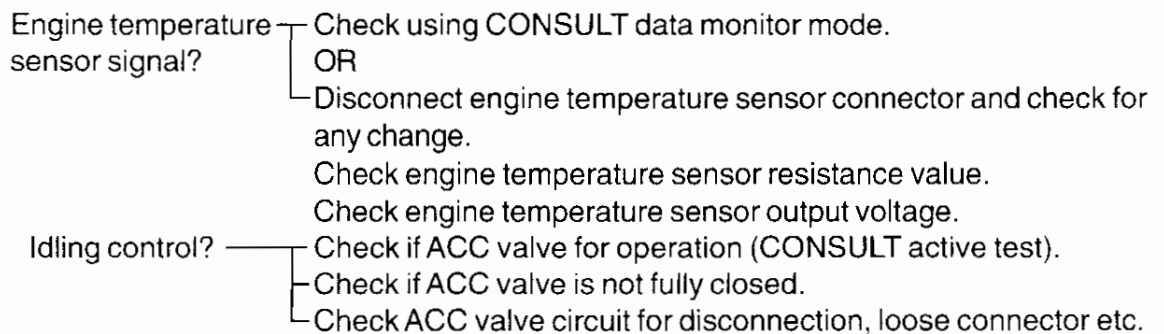 Engine temperature Check using CONSULT data monitor mode.
sensor signal? OR
Disconnect engine temperature sensor connector and check for
any change.
Check engine temperature sensor resistance value.
Check engine temperature sensor output voltage.
Idling control? Check if ACC valve for operation (CONSULT active test).
Check if ACC valve is not fully closed.
Check ACC valve circuit for disconnection, loose connector etc.